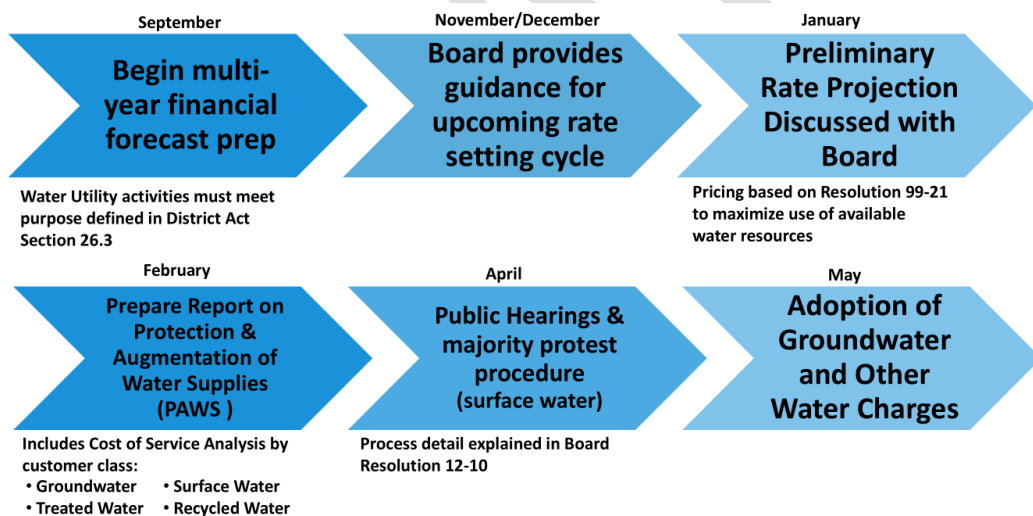 September
Begin multi-
year financial
forecast prep
Water Utility activities must meet
purpose defined in District Act
Section 26.3
November/December
Board provides
guidance for
upcoming rate
setting cycle
January
Preliminary
Rate Projection
Discussed with
Board
Pricing based on Resolution 99-21
to maximize use of available
water resources
February
Prepare Report on
Protection &
Augmentation of
Water Supplies
(PAWS )
Includes Cost of Service Analysis by
customer class:
• Groundwater • Surface Water
• Treated Water • Recycled Water
April
Public Hearings &
majority protest
procedure
(surface water)
Process detail explained in Board
Resolution 12-10
May
Adoption of
Groundwater
and Other
Water Charges